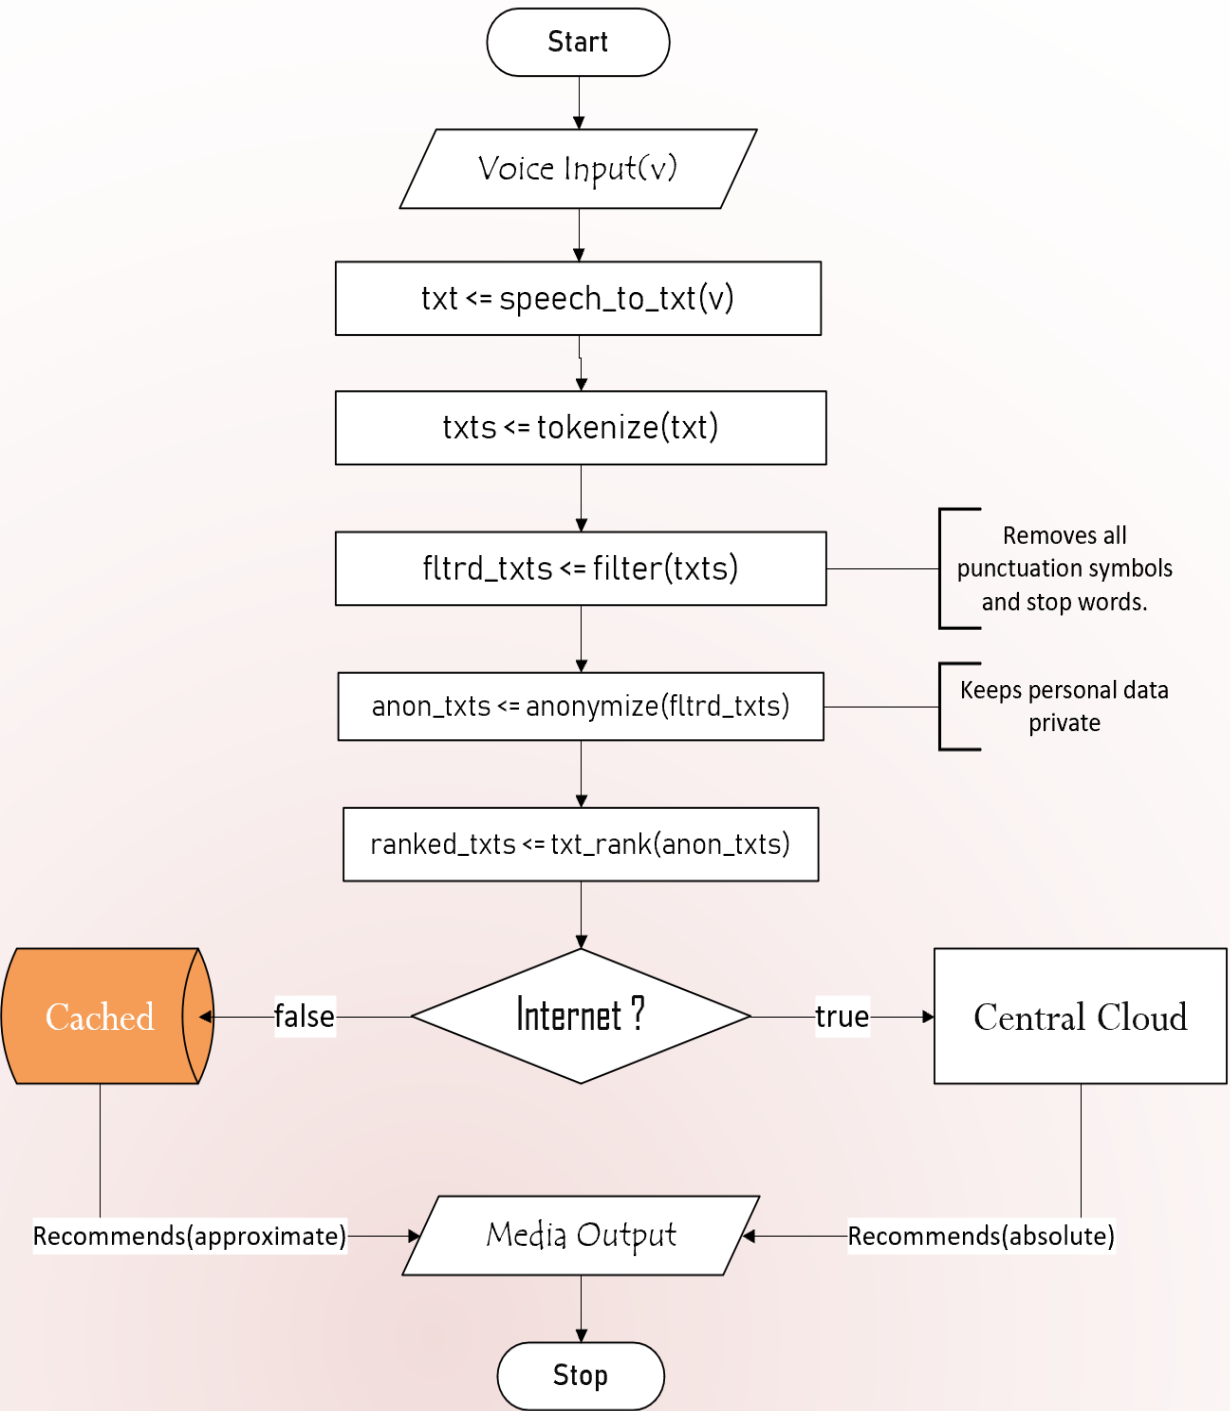 Start
Voice Input(v)
txt <= speech_to_txt(v)
txts <= tokenize(txt)
fltrd_txts <= filter(txts)
Removes all
punctuation symbols
and stop words.
anon_txts <= anonymize(fltrd_txts)
Keeps personal data
private
ranked_txts <= txt_rank(anon_txts)
Cached
false
Internet ?
true
Central Cloud
Recommends(approximate)
Media Output
Recommends(absolute)
Stop